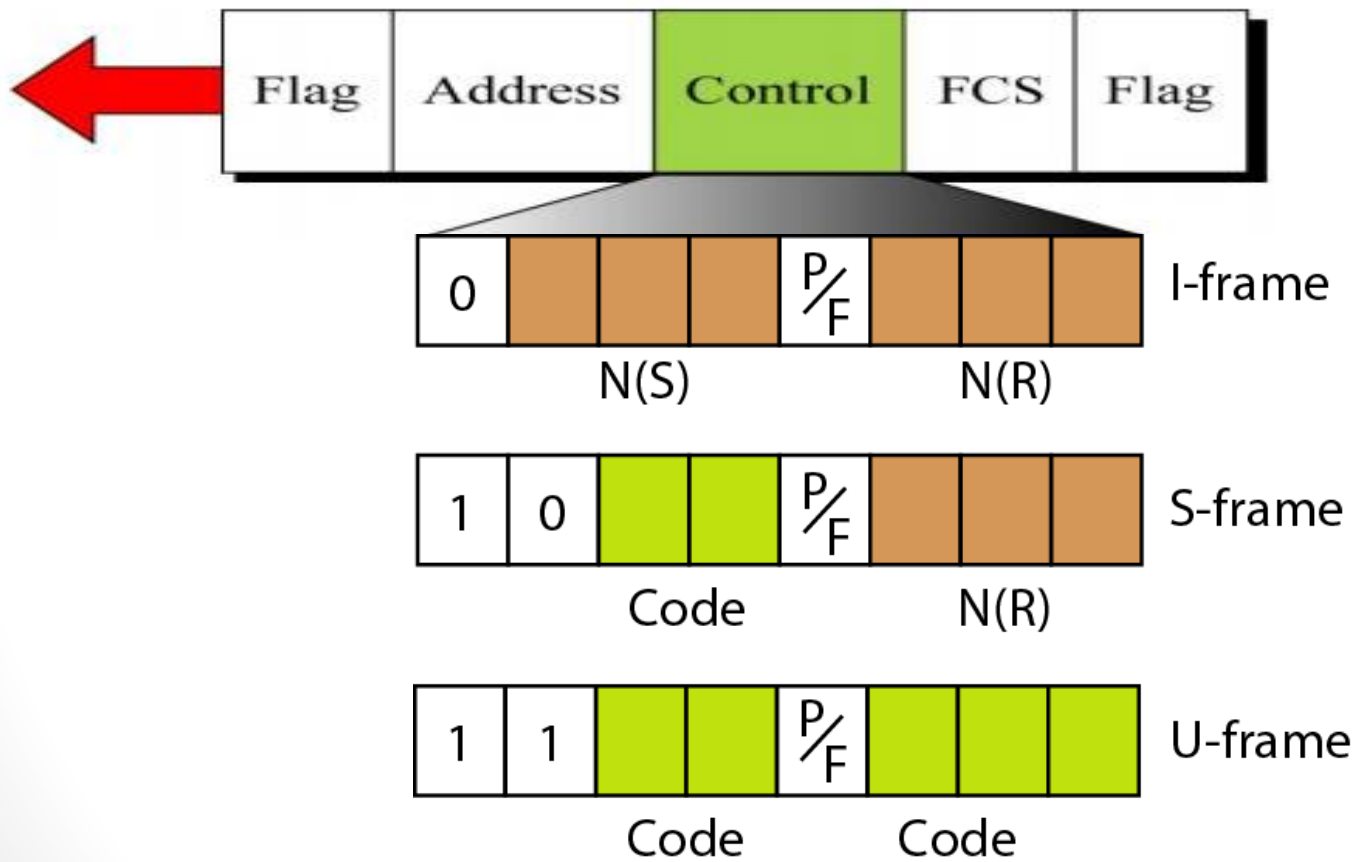 Flag Address Control FCS Flag
0 P/F I-frame
N(S) N(R)
1 0 P/F S-frame
Code N(R)
1 1 P/F U-frame
Code Code